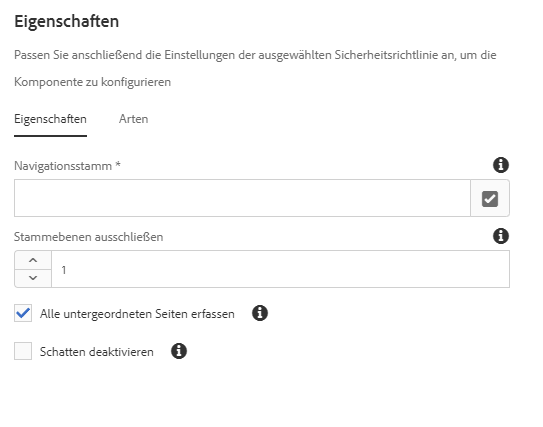 Eigenschaften
Passen Sie anschließend die Einstellungen der ausgewählten Sicherheitsrichtlinie an, um die
Komponente zu konfigurieren
Eigenschaften Arten
Navigationsstamm *
Stammebenen ausschließen
1
Alle untergeordneten Seiten erfassen
Schatten deaktivieren